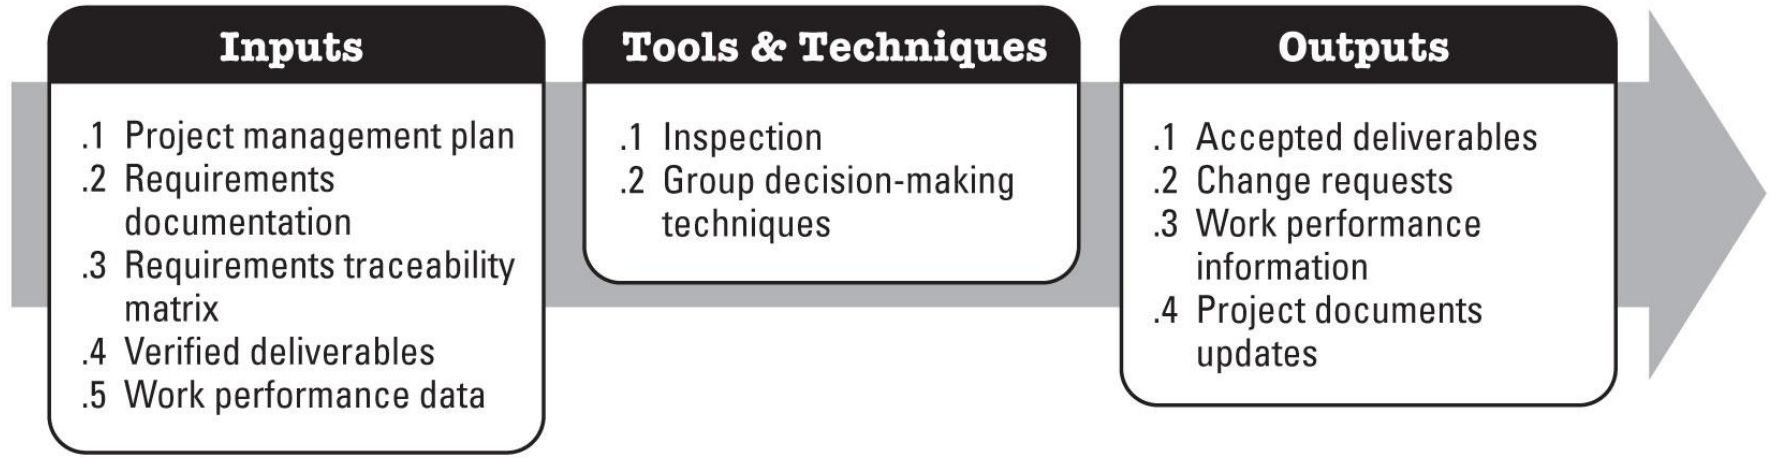 Inputs
.1 Project management plan
.2 Requirements
documentation
.3 Requirements traceability
matrix
.4 Verified deliverables
.5 Work performance data
Tools & Techniques
.1 Inspection
.2 Group decision-making
techniques
Outputs
.1 Accepted deliverables
.2 Change requests
.3 Work performance
information
.4 Project documents
updates